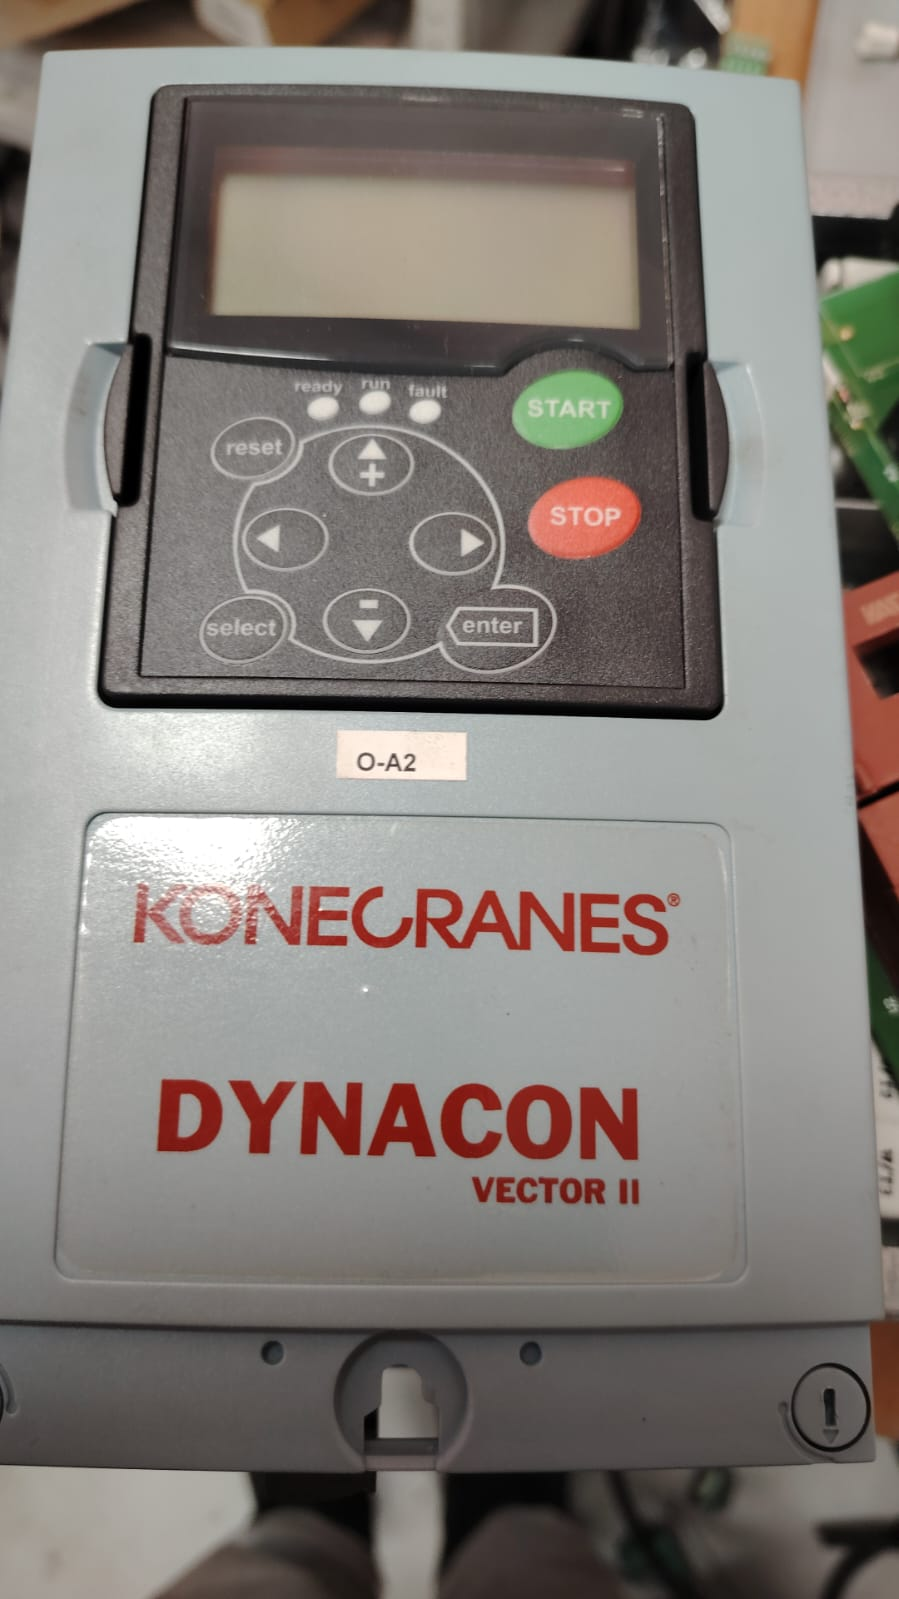 ready run fault
START
reset
+
STOP
-
select
enter
O-A2
KONECRANES®
DYNACON
VECTOR II